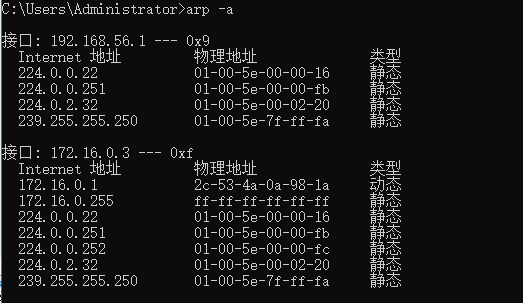 C:\Users\Administrator>arp -a
接口: 192.168.56.1 --- 0x9
Internet 地址 物理地址 类型
224.0.0.22 01-00-5e-00-00-16 静态
224.0.0.251 01-00-5e-00-00-fb 静态
224.0.2.32 01-00-5e-00-02-20 静态
239.255.255.250 01-00-5e-7f-ff-fa 静态
接口: 172.16.0.3 --- 0xf
Internet 地址 物理地址 类型
172.16.0.1 2c-53-4a-0a-98-1a 动态
172.16.0.255 ff-ff-ff-ff-ff-ff 静态
224.0.0.22 01-00-5e-00-00-16 静态
224.0.0.251 01-00-5e-00-00-fb 静态
224.0.0.252 01-00-5e-00-00-fc 静态
224.0.2.32 01-00-5e-00-02-20 静态
239.255.255.250 01-00-5e-7f-ff-fa 静态